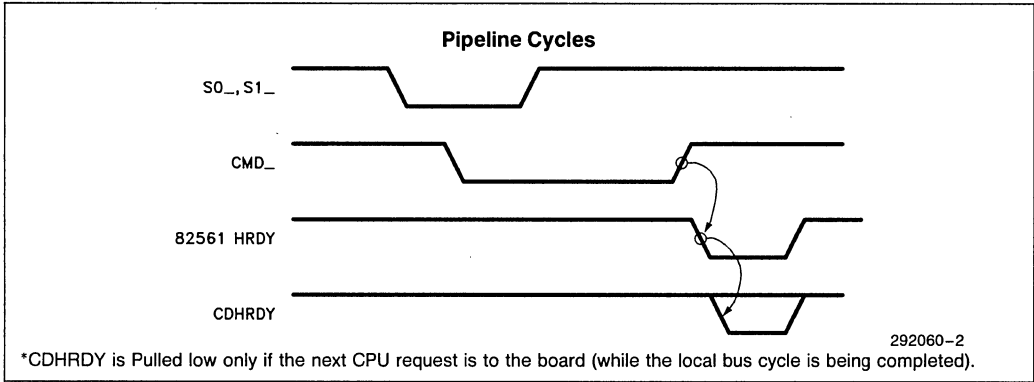 Pipeline Cycles
S0_, S1_
CMD_
82561 HRDY
CDHRDY
292060-2
*CDHRDY is Pulled low only if the next CPU request is to the board (while the local bus cycle is being completed).